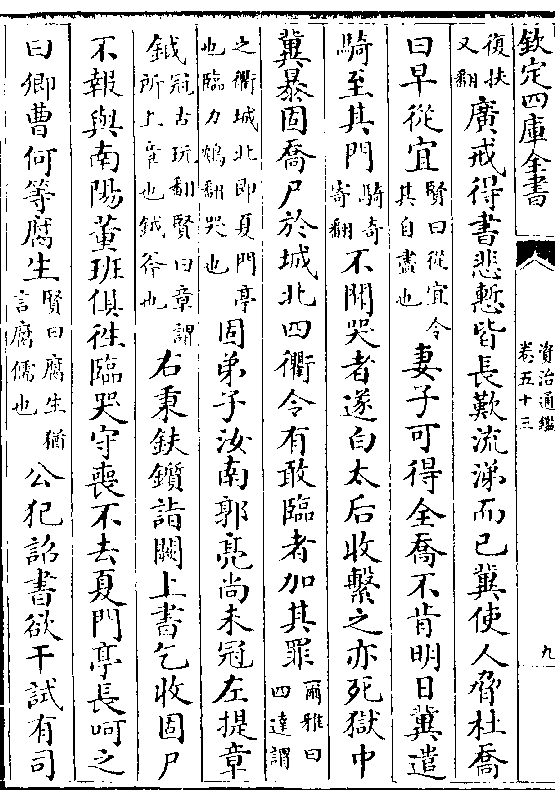 欽定四庫全書
資治通鑑
卷五十三
九
復扶
又翻
廣戒得書悲慙皆長歎流涕而已冀使人脅杜喬
曰早從宜
賢曰從宜令
其自盡也
妻子可得全喬不肯明日冀遣
騎至其門
騎奇
寄翻
不聞哭者遂白太后收繫之亦死獄中
冀暴固喬尸於城北四衢令有敢臨者加其罪
爾雅曰
四達謂
之衢城北即夏門亭
也臨力鴆翻哭也
固弟子汝南郭亮尚未冠左提章
鉞
冠古玩翻賢曰章謂
所上章也鉞斧也
右秉鈇鑕詣闕上書乞收固尸
不報與南陽董班俱往臨哭守喪不去夏門亭長呵之
曰卿曹何等腐生
賢曰腐生猶
言腐儒也
公犯詔書欲干試有司